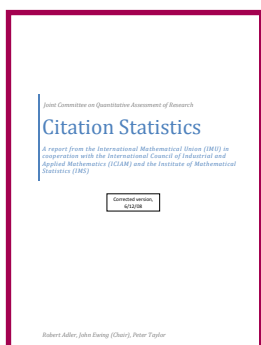 Joint Committee on Quantitative Assessment of Research
Citation Statistics
A report from the International Mathematical Union (IMU) in
cooperation with the International Council of Industrial and
Applied Mathematics (ICIAM) and the Institute of Mathematical
Statistics (IMS)
Corrected version,
6/12/08
Robert Adler, John Ewing (Chair), Peter Taylor